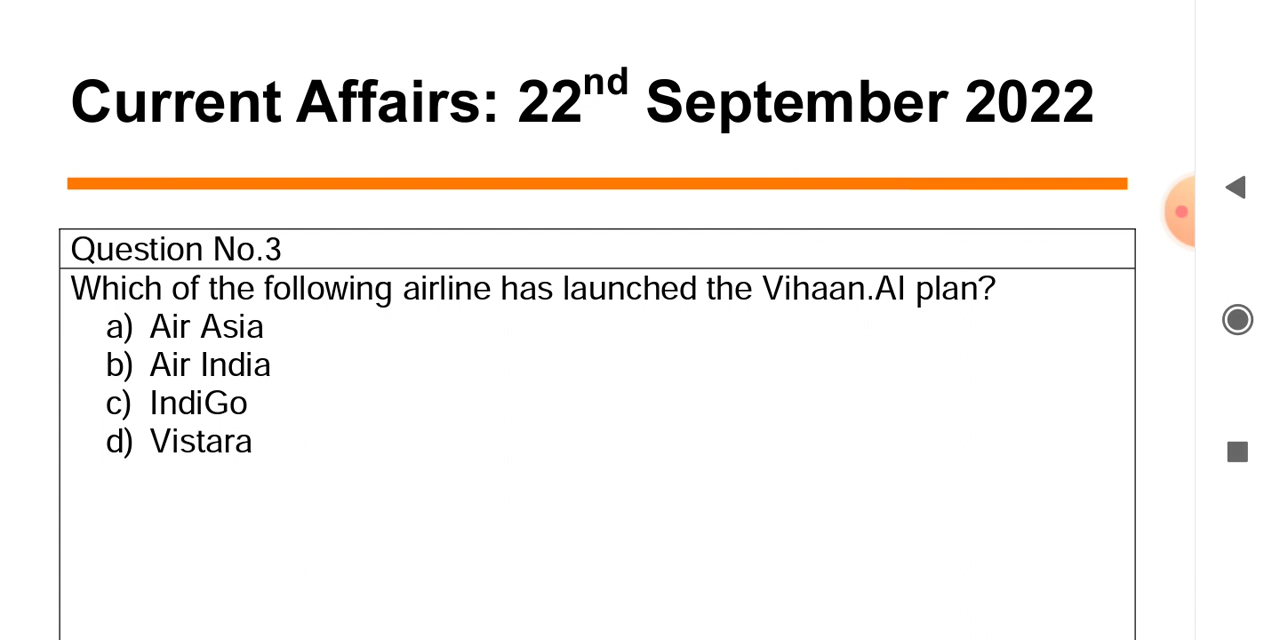 Current Affairs: 22nd September 2022
Question No.3
Which of the following airline has launched the Vihaan.AI plan?
a) Air Asia
b) Air India
c) IndiGo
d) Vistara